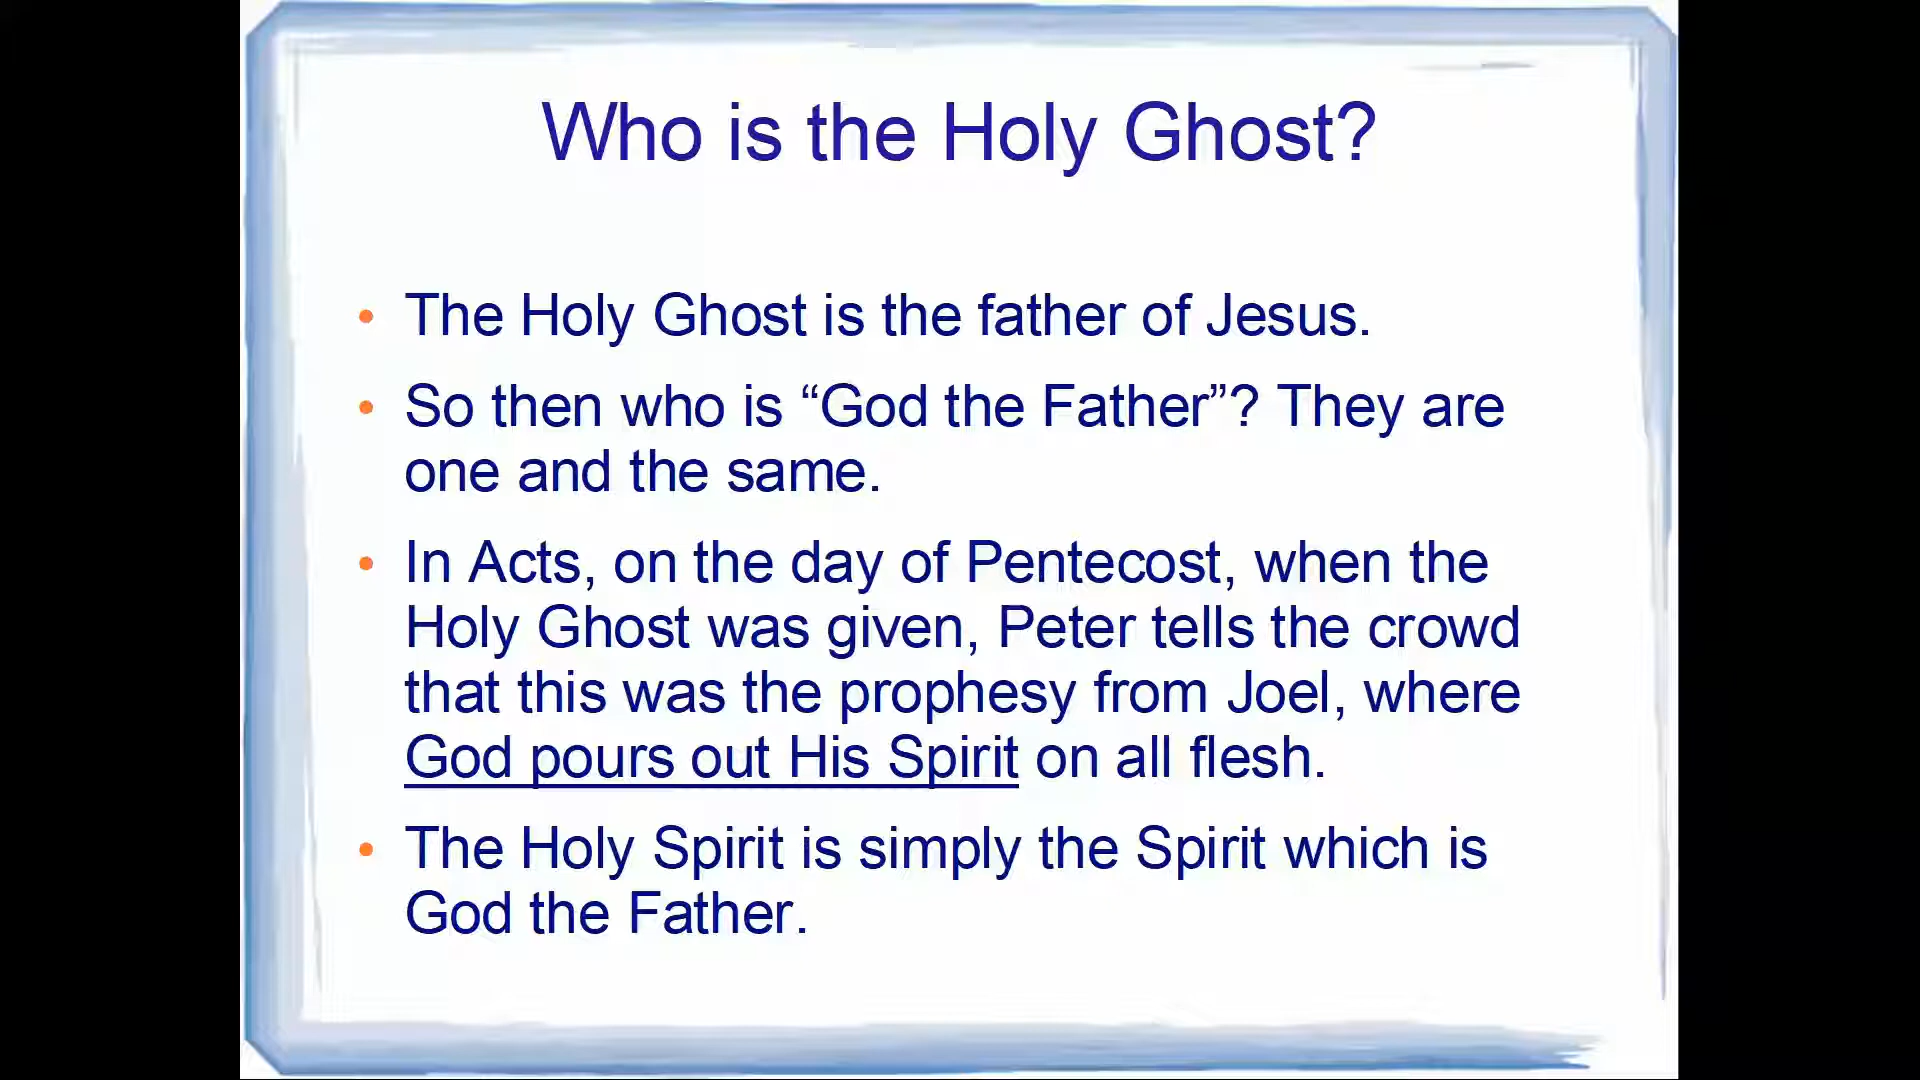 Who is the Holy Ghost?
• The Holy Ghost is the father of Jesus.
• So then who is “God the Father”? They are
one and the same.
• In Acts, on the day of Pentecost, when the
Holy Ghost was given, Peter tells the crowd
that this was the prophesy from Joel, where
God pours out His Spirit on all flesh.
• The Holy Spirit is simply the Spirit which is
God the Father.